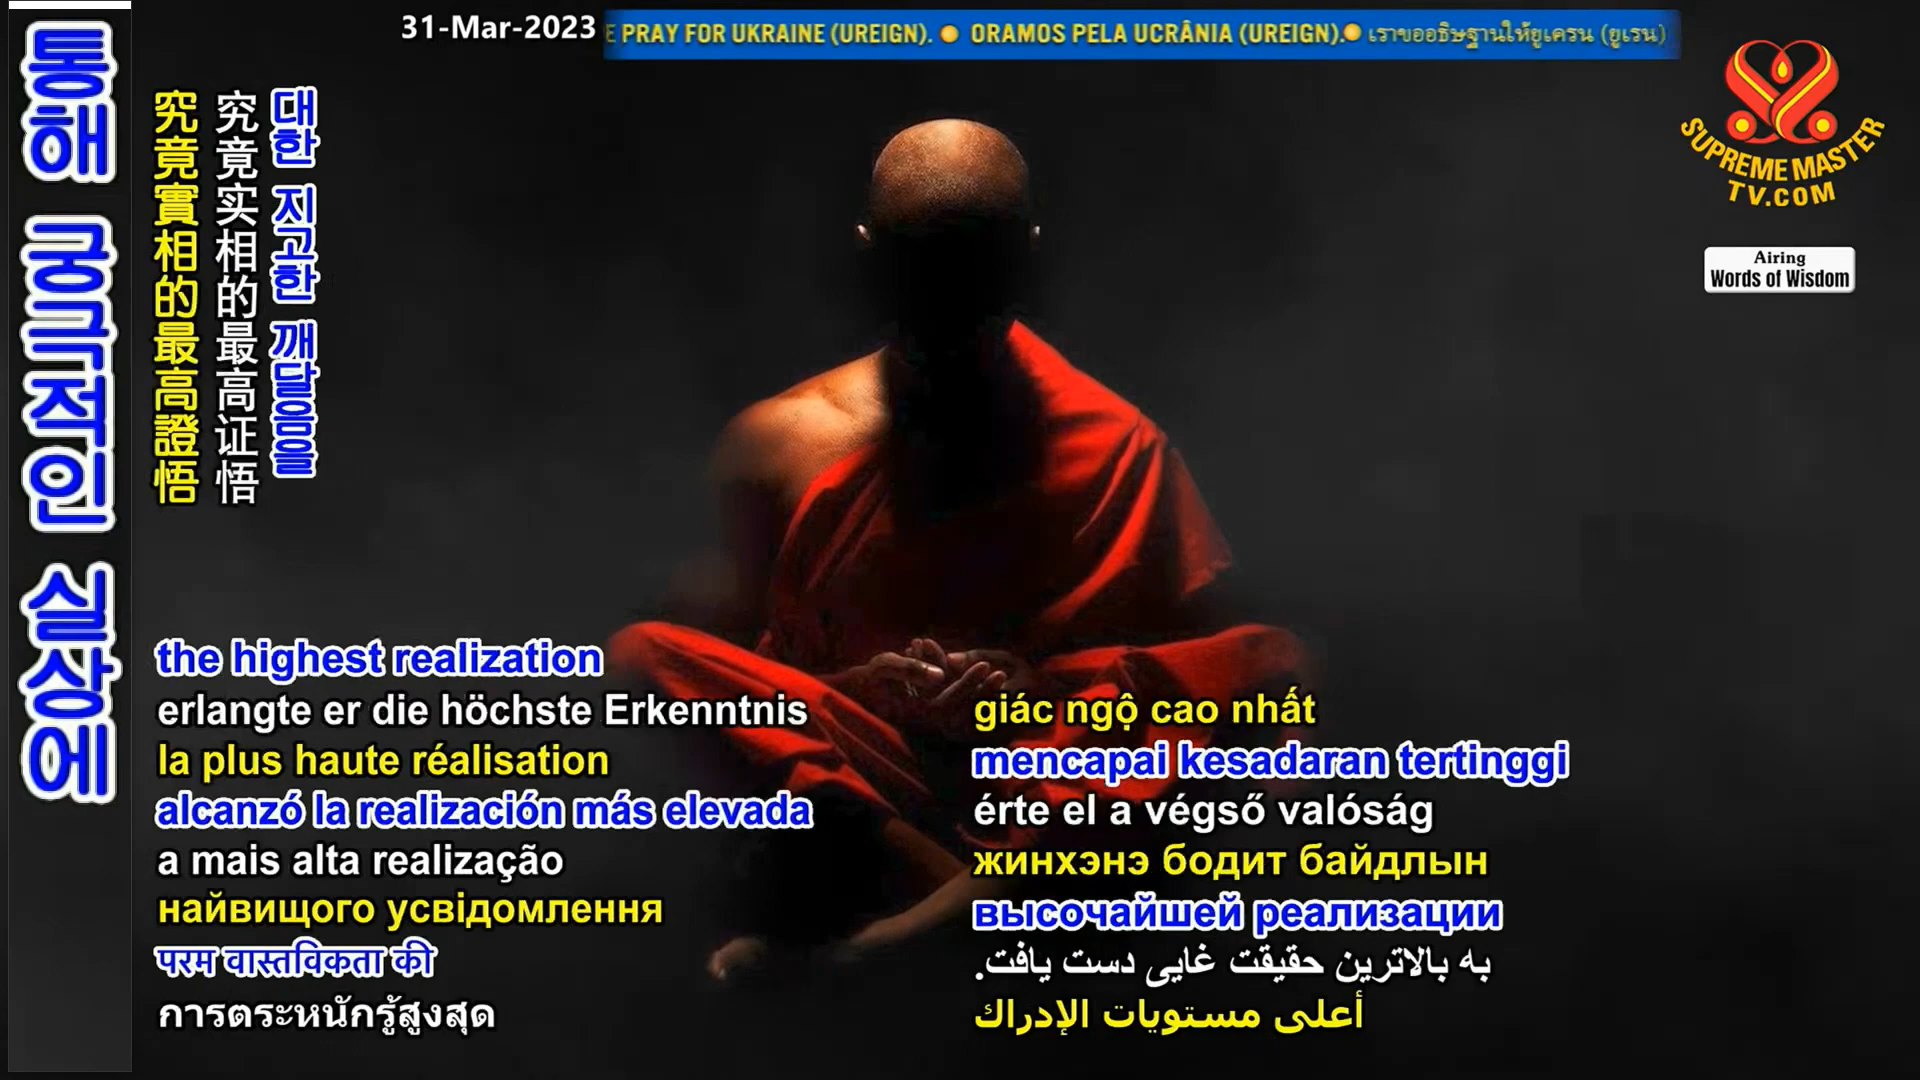 31-Mar-2023
E PRAY FOR UKRAINE (UREIGN). ● ORAMOS PELA UCRÂNIA (UREIGN).● เราขออธิษฐานให้ยูเครน (ยูเรน)
SUPREME MASTER
TV.COM
Airing
Words of Wisdom
통해 궁극적인 실상에
究竟實相的最高證悟
究竟实相的最高证悟
대한 지고한 깨달음을
the highest realization
erlangte er die höchste Erkenntnis
la plus haute réalisation
alcanzó la realización más elevada
a mais alta realização
найвищого усвідомлення
परम वास्तविकता की
การตระหนักรู้สูงสุด
giác ngộ cao nhất
mencapai kesadaran tertinggi
érte el a végső valóság
жинхэнэ бодит байдлын
высочайшей реализации
به بالاترین حقیقت غایی دست یافت.
أعلى مستويات الإدراك